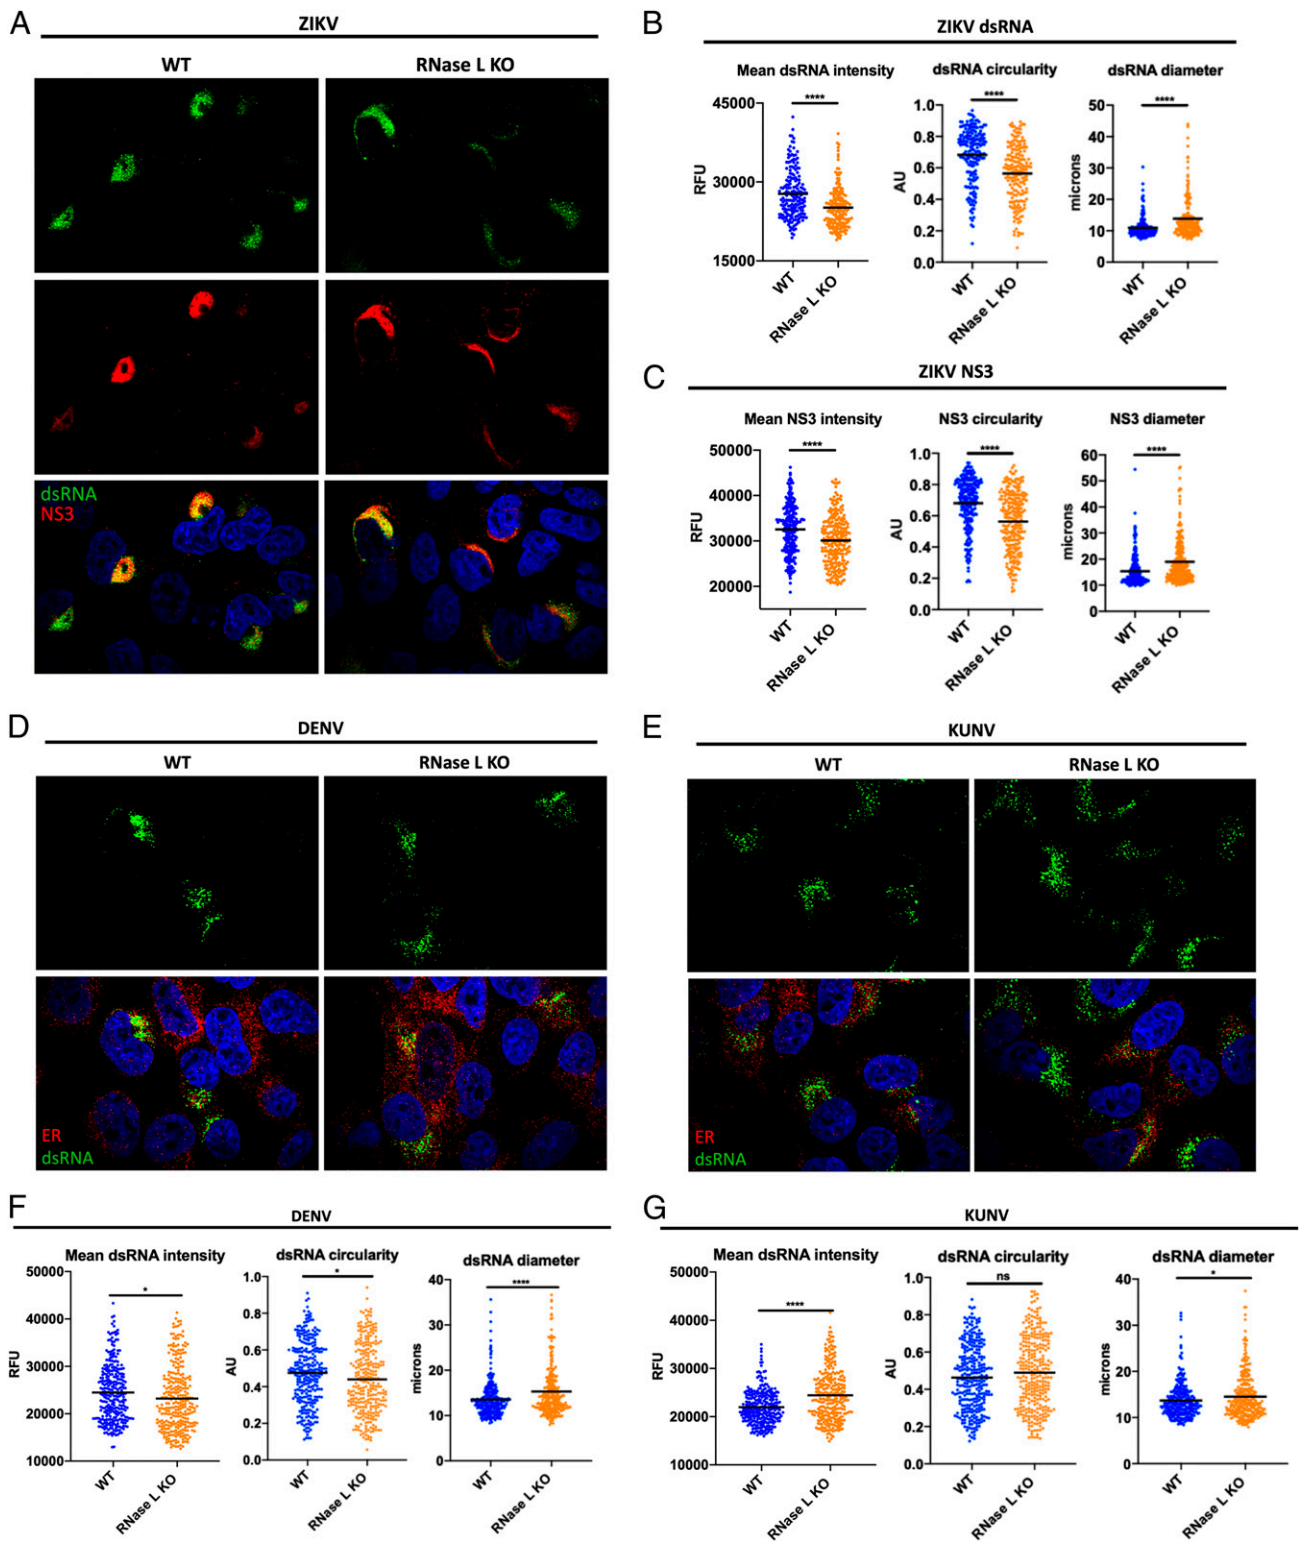 A
ZIKV
WT
RNase L KO
dsRNA
NS3
B
ZIKV dsRNA
Mean dsRNA intensity
dsRNA circularity
dsRNA diameter
****
****
****
45000
30000
15000
RFU
WT
RNase L KO
1.0
0.8
0.6
0.4
0.2
0.0
AU
WT
RNase L KO
50
40
30
20
10
0
microns
WT
RNase L KO
C
ZIKV NS3
Mean NS3 intensity
NS3 circularity
NS3 diameter
****
****
****
50000
40000
30000
20000
RFU
WT
RNase L KO
1.0
0.8
0.6
0.4
0.2
0.0
AU
WT
RNase L KO
60
50
40
30
20
10
0
microns
WT
RNase L KO
D
DENV
WT
RNase L KO
ER
dsRNA
E
KUNV
WT
RNase L KO
ER
dsRNA
F
DENV
Mean dsRNA intensity
dsRNA circularity
dsRNA diameter
*
*
****
50000
40000
30000
20000
10000
RFU
WT
RNase L KO
1.0
0.8
0.6
0.4
0.2
0.0
AU
WT
RNase L KO
40
30
20
10
0
microns
WT
RNase L KO
G
KUNV
Mean dsRNA intensity
dsRNA circularity
dsRNA diameter
****
ns
*
50000
40000
30000
20000
10000
RFU
WT
RNase L KO
1.0
0.8
0.6
0.4
0.2
0.0
AU
WT
RNase L KO
40
30
20
10
0
microns
WT
RNase L KO